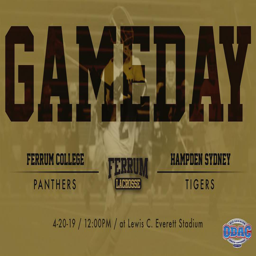 GAMEDAY
FERRUM COLLEGE
PANTHERS
FERRUM
LACROSSE
HAMPDEN SYDNEY
TIGERS
4-20-19 / 12:00PM / at Lewis C. Everett Stadium
ODAC